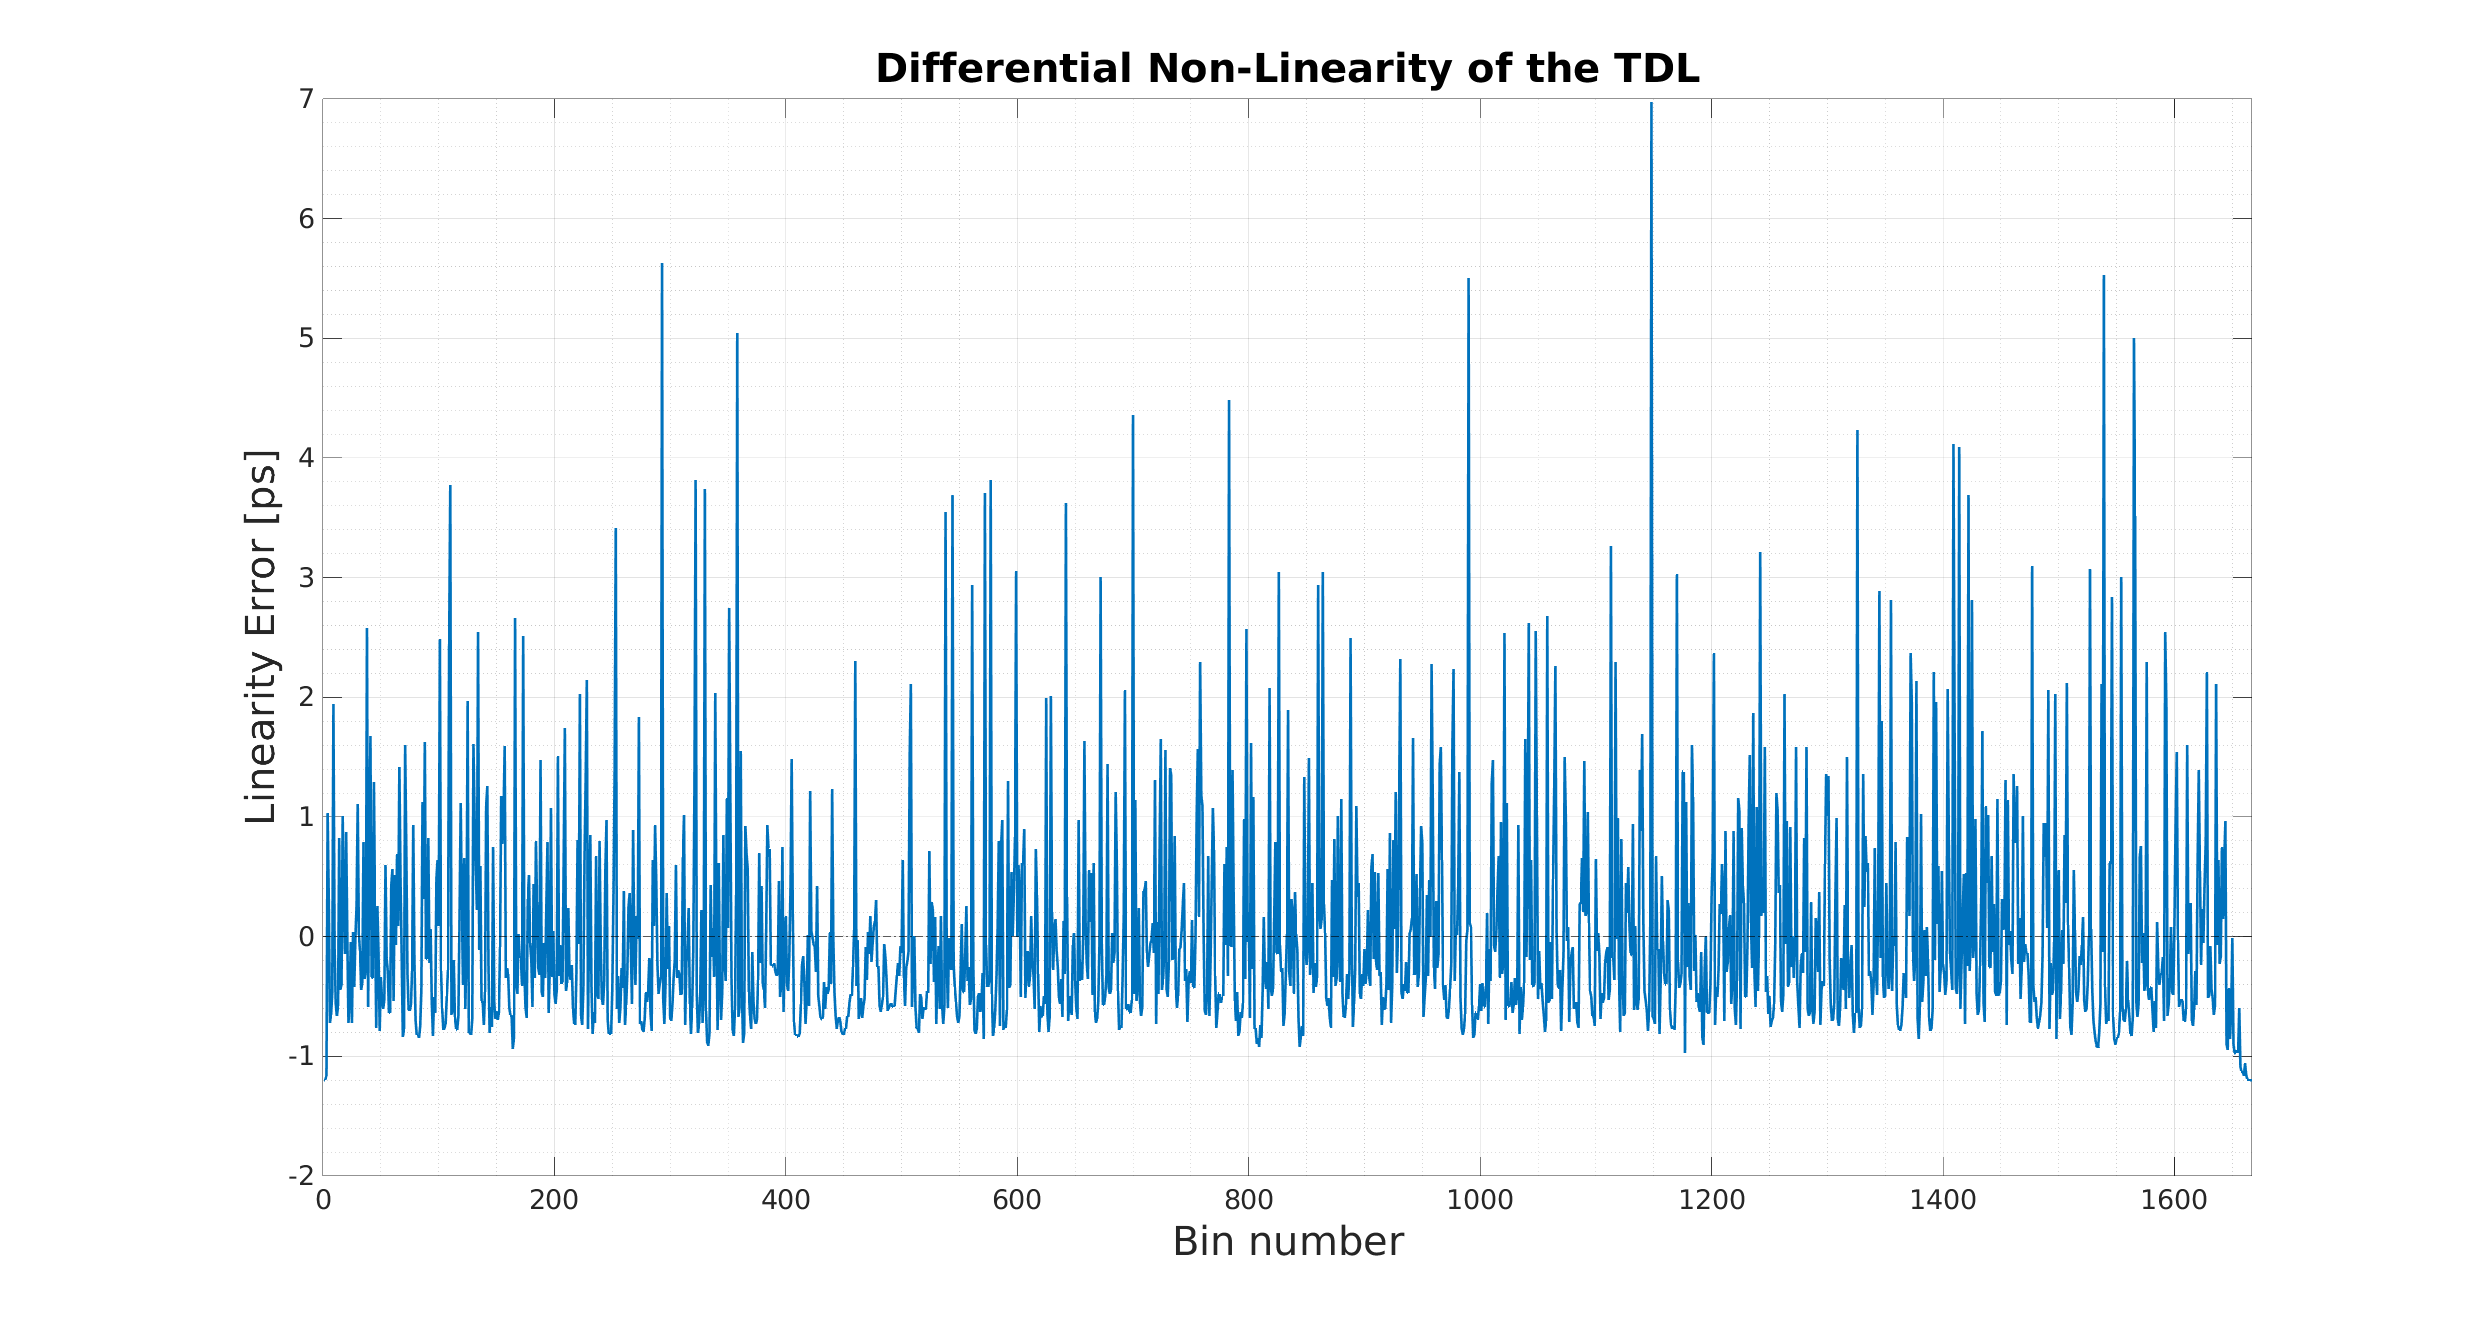 Differential Non-Linearity of the TDL
7
6
5
4
3
2
1
0
-1
-2
Linearity Error [ps]
0 200 400 600 800 1000 1200 1400 1600
Bin number